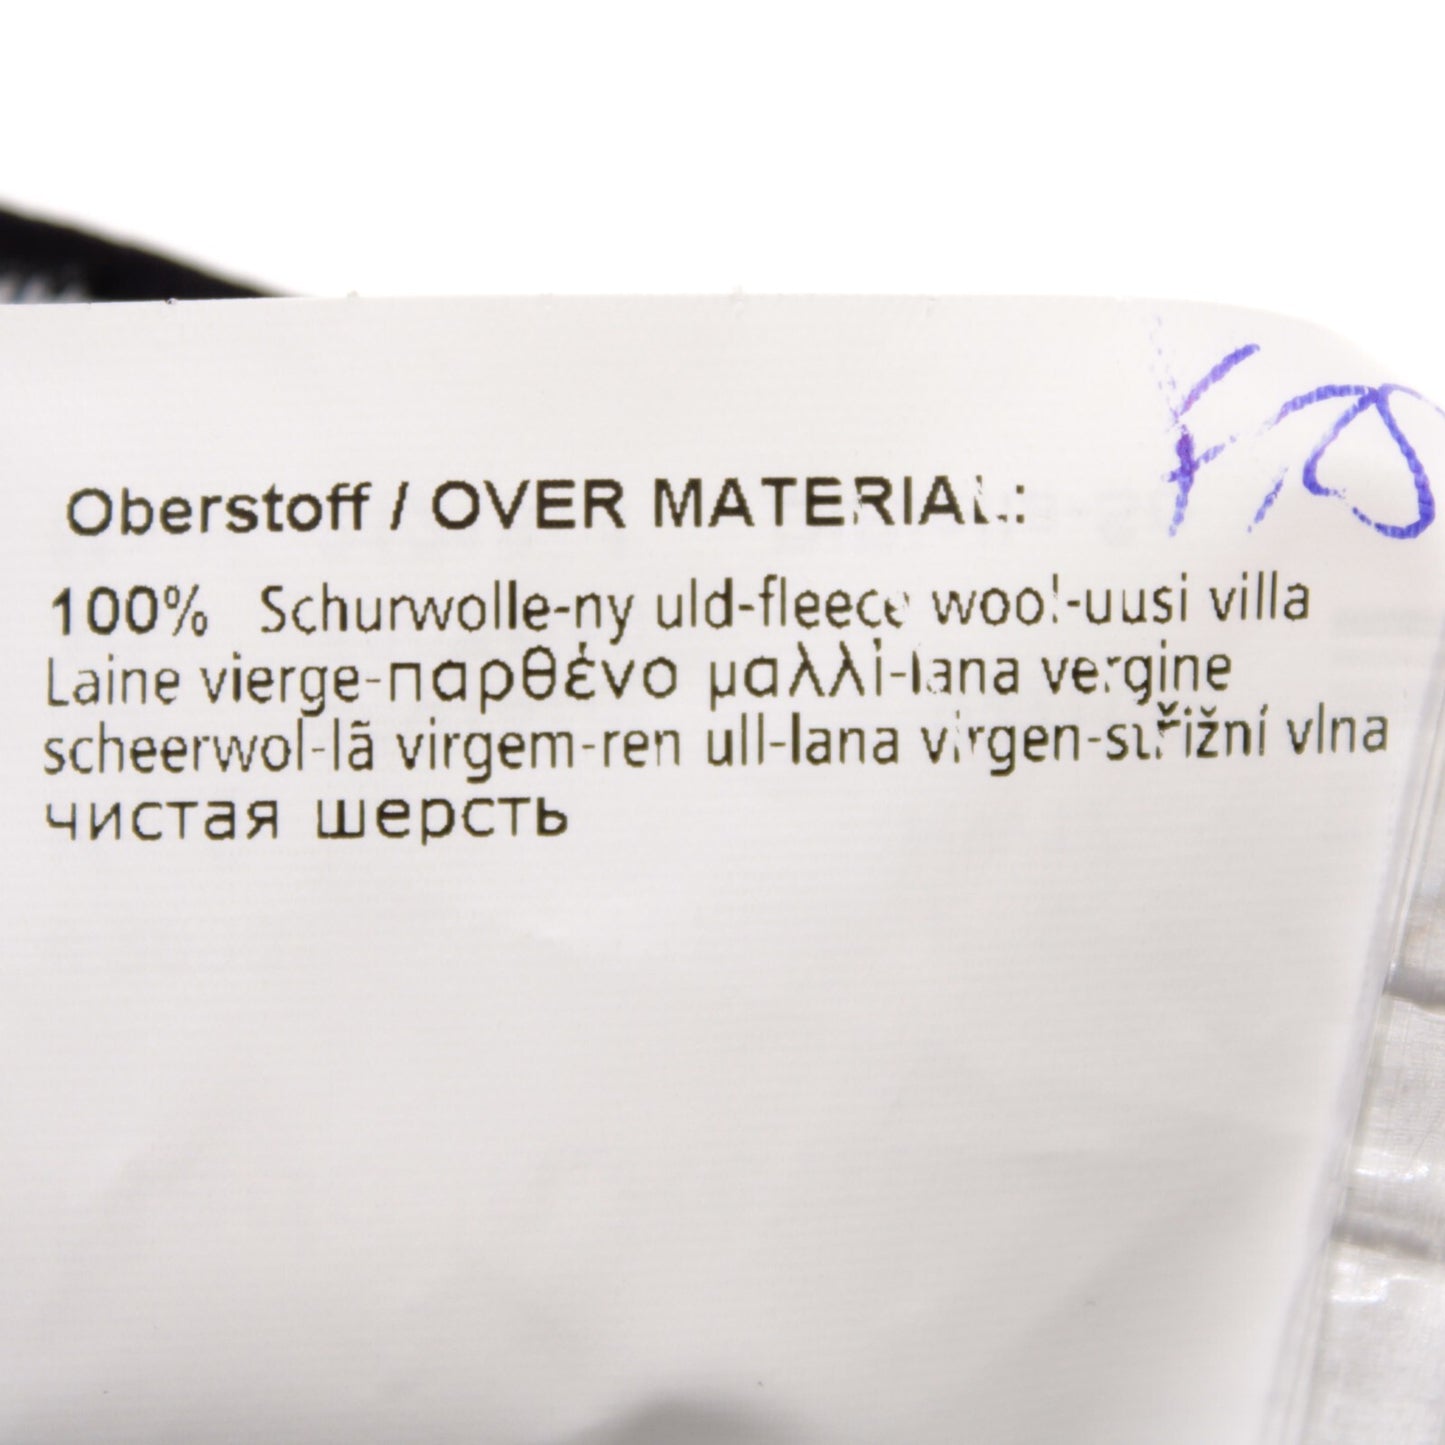 Oberstoff / OVER MATERIAL:
100% Schurwolle-ny uld-fleece wool-uusi villa
Laine vierge-παρθένο μαλλί-lana vergine
scheerwol-lã virgem-ren ull-lana virgen-střižní vlna
чистая шерсть